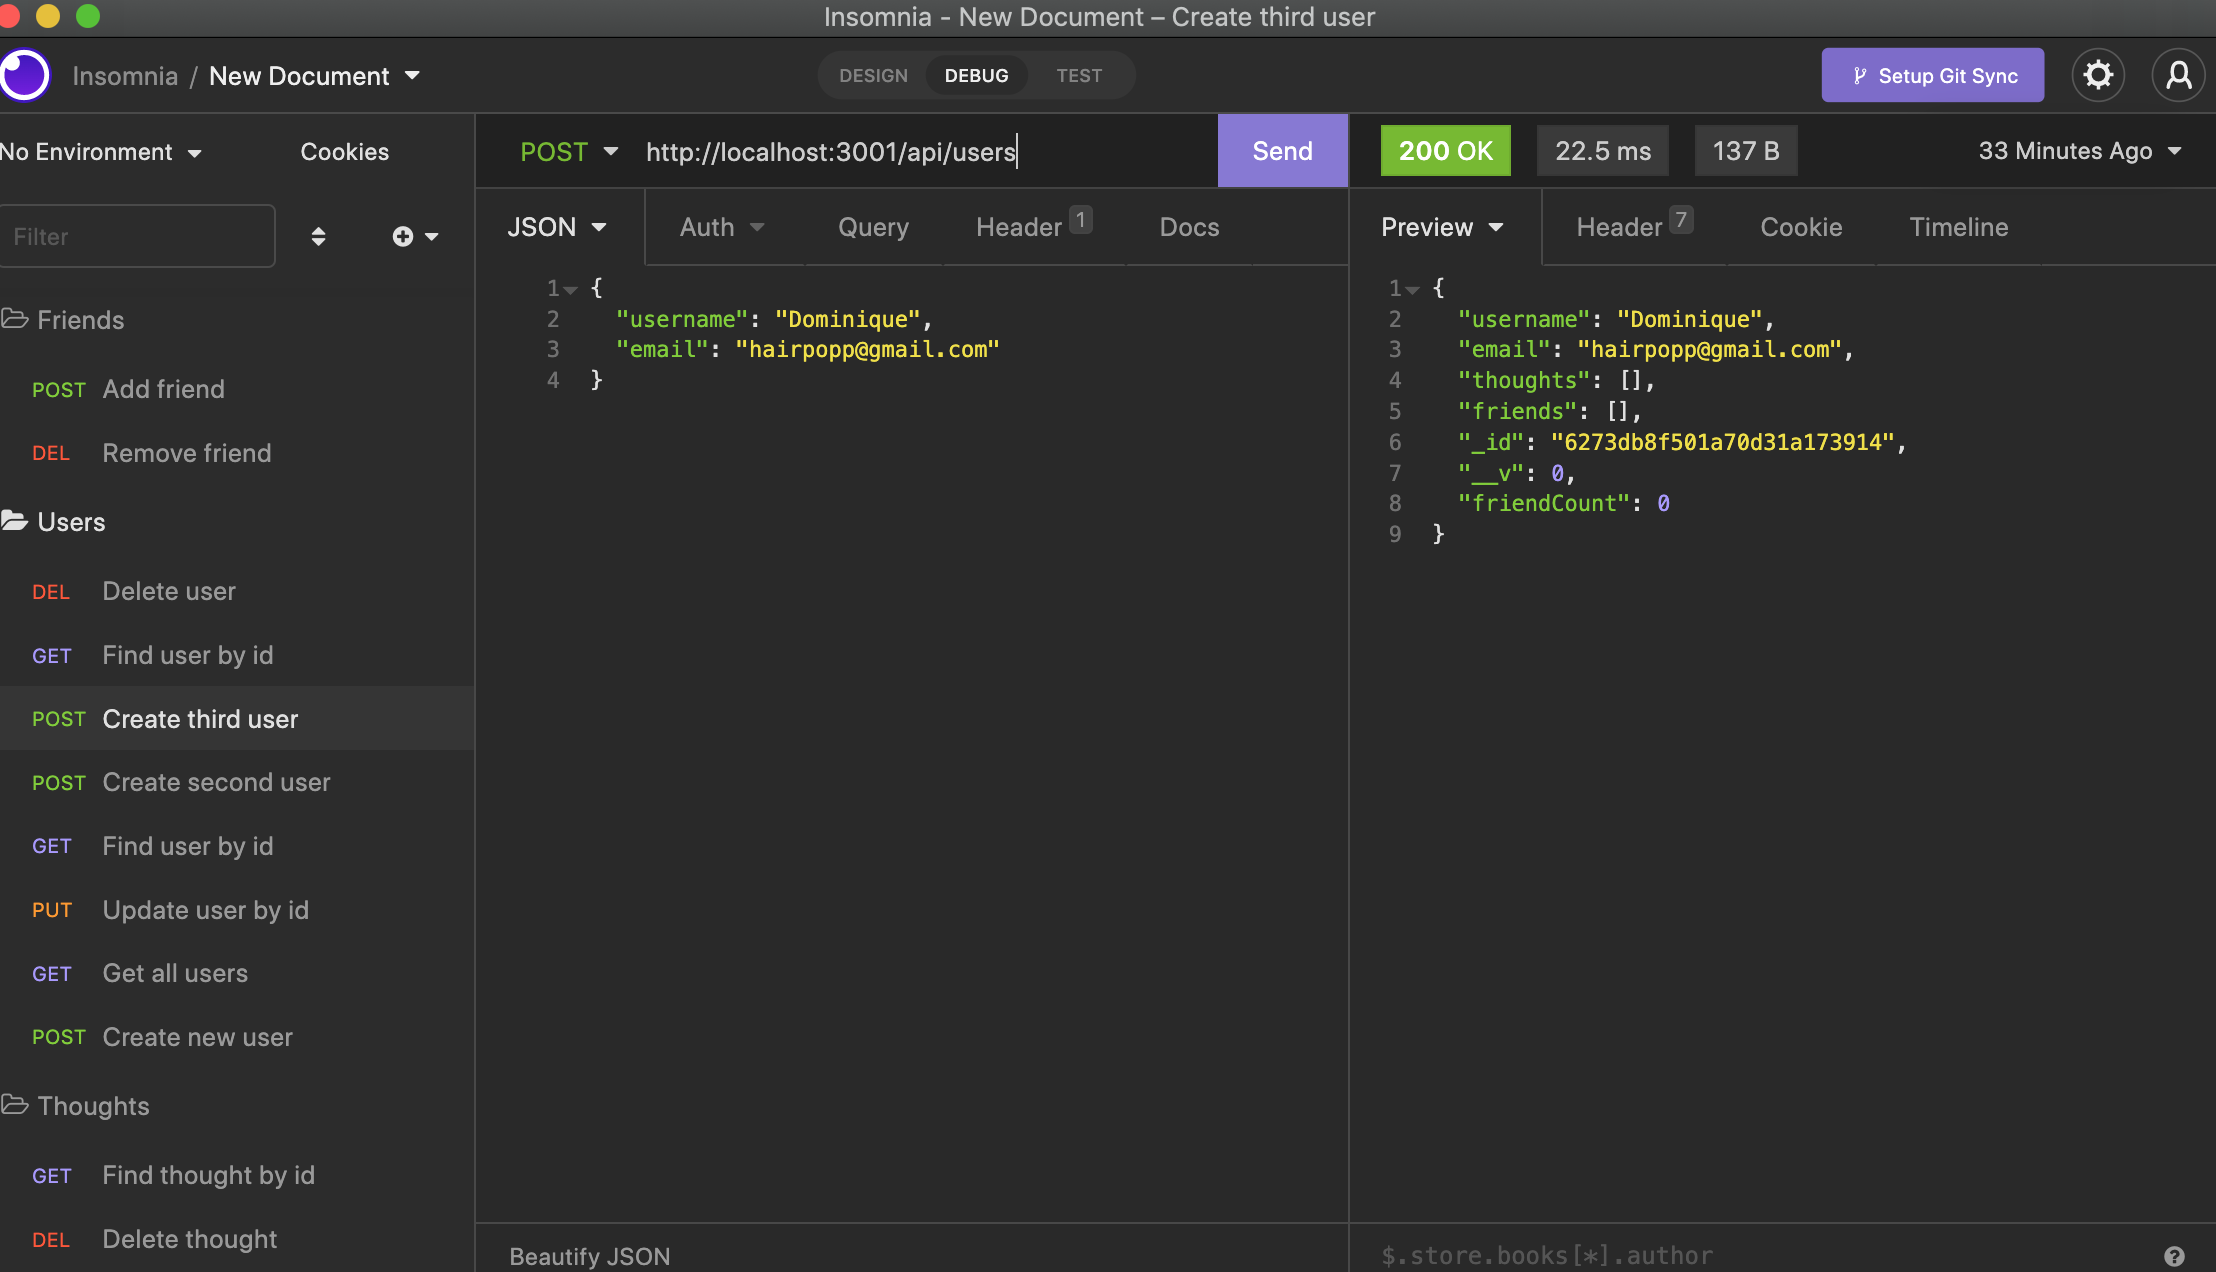 Insomnia - New Document – Create third user
Insomnia / New Document
DESIGN DEBUG TEST
Setup Git Sync
No Environment
Cookies
Filter
Friends
POST Add friend
DEL Remove friend
Users
DEL Delete user
GET Find user by id
POST Create third user
POST Create second user
GET Find user by id
PUT Update user by id
GET Get all users
POST Create new user
Thoughts
GET Find thought by id
DEL Delete thought
POST http://localhost:3001/api/users Send
JSON Auth Query Header 1 Docs
1 {
2 "username": "Dominique",
3 "email": "hairpopp@gmail.com"
4 }
Beautify JSON
200 OK 22.5 ms 137 B 33 Minutes Ago
Preview Header 7 Cookie Timeline
1 {
2 "username": "Dominique",
3 "email": "hairpopp@gmail.com",
4 "thoughts": [],
5 "friends": [],
6 "_id": "6273db8f501a70d31a173914",
7 "__v": 0,
8 "friendCount": 0
9 }
$.store.books[*].author
?